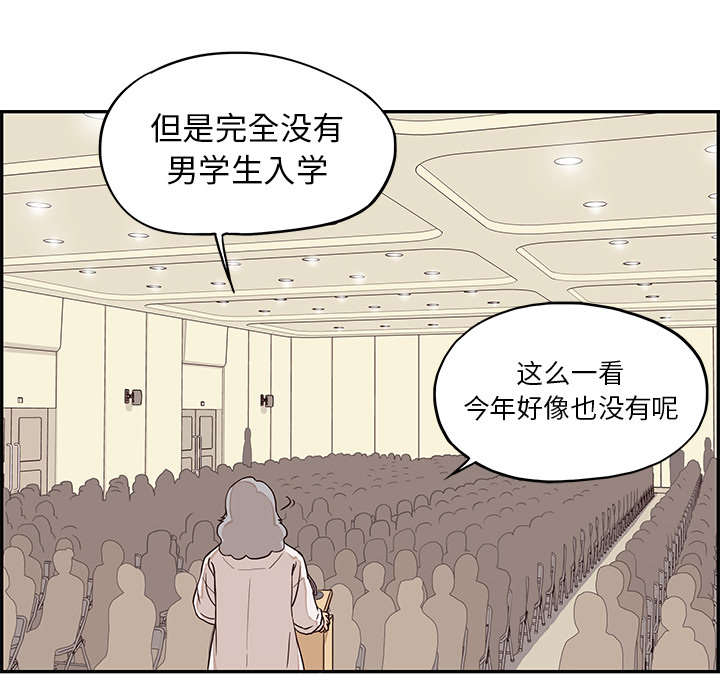 但是完全没有
男学生入学
这么一看
今年好像也没有呢